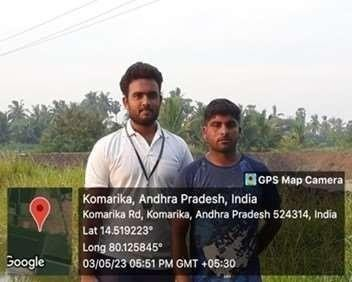 GPS Map Camera
Komarika, Andhra Pradesh, India
Komarika Rd, Komarika, Andhra Pradesh 524314, India
Lat 14.519223°
Long 80.125845°
03/05/23 05:51 PM GMT +05:30
Google